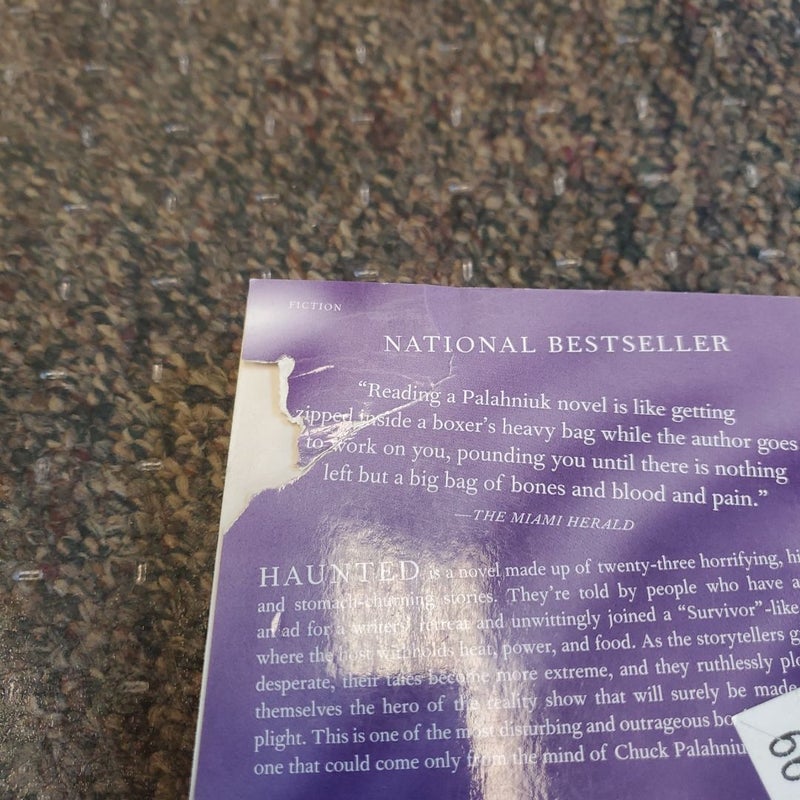 FICTION
NATIONAL BESTSELLER
“Reading a Palahniuk novel is like getting
zipped inside a boxer’s heavy bag while the author goes
to work on you, pounding you until there is nothing
left but a big bag of bones and blood and pain.”
—THE MIAMI HERALD
HAUNTED is a novel made up of twenty-three horrifying, hi
and stomach-churning stories. They’re told by people who have a
an ad for a writers’ retreat and unwittingly joined a “Survivor”-like
where the host withholds heat, power, and food. As the storytellers g
desperate, their tales become more extreme, and they ruthlessly plo
themselves the hero of the reality show that will surely be made
plight. This is one of the most disturbing and outrageous bo
one that could come only from the mind of Chuck Palahniu